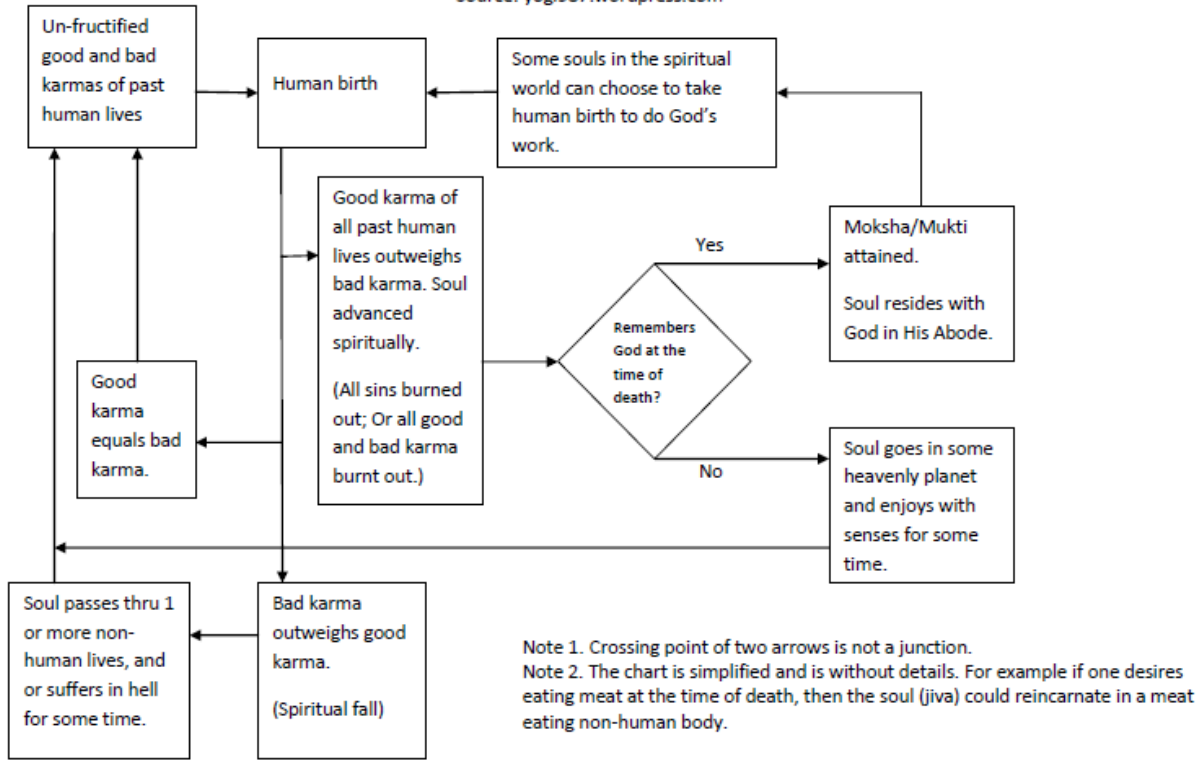 Un-fructified
good and bad
karmas of past
human lives
Human birth
Some souls in the spiritual
world can choose to take
human birth to do God's
work.
Good karma of
all past human
lives outweighs
bad karma. Soul
advanced
spiritually.
(All sins burned
out; Or all good
and bad karma
burnt out.)
Yes
Moksha/Mukti
attained.
Soul resides with
God in His Abode.
Remembers
God at the
time of
death?
Good
karma
equals bad
karma.
No
Soul goes in some
heavenly planet
and enjoys with
senses for some
time.
Soul passes thru 1
or more non-
human lives, and
or suffers in hell
for some time.
Bad karma
outweighs good
karma.
(Spiritual fall)
Note 1. Crossing point of two arrows is not a junction.
Note 2. The chart is simplified and is without details. For example if one desires
eating meat at the time of death, then the soul (jiva) could reincarnate in a meat
eating non-human body.